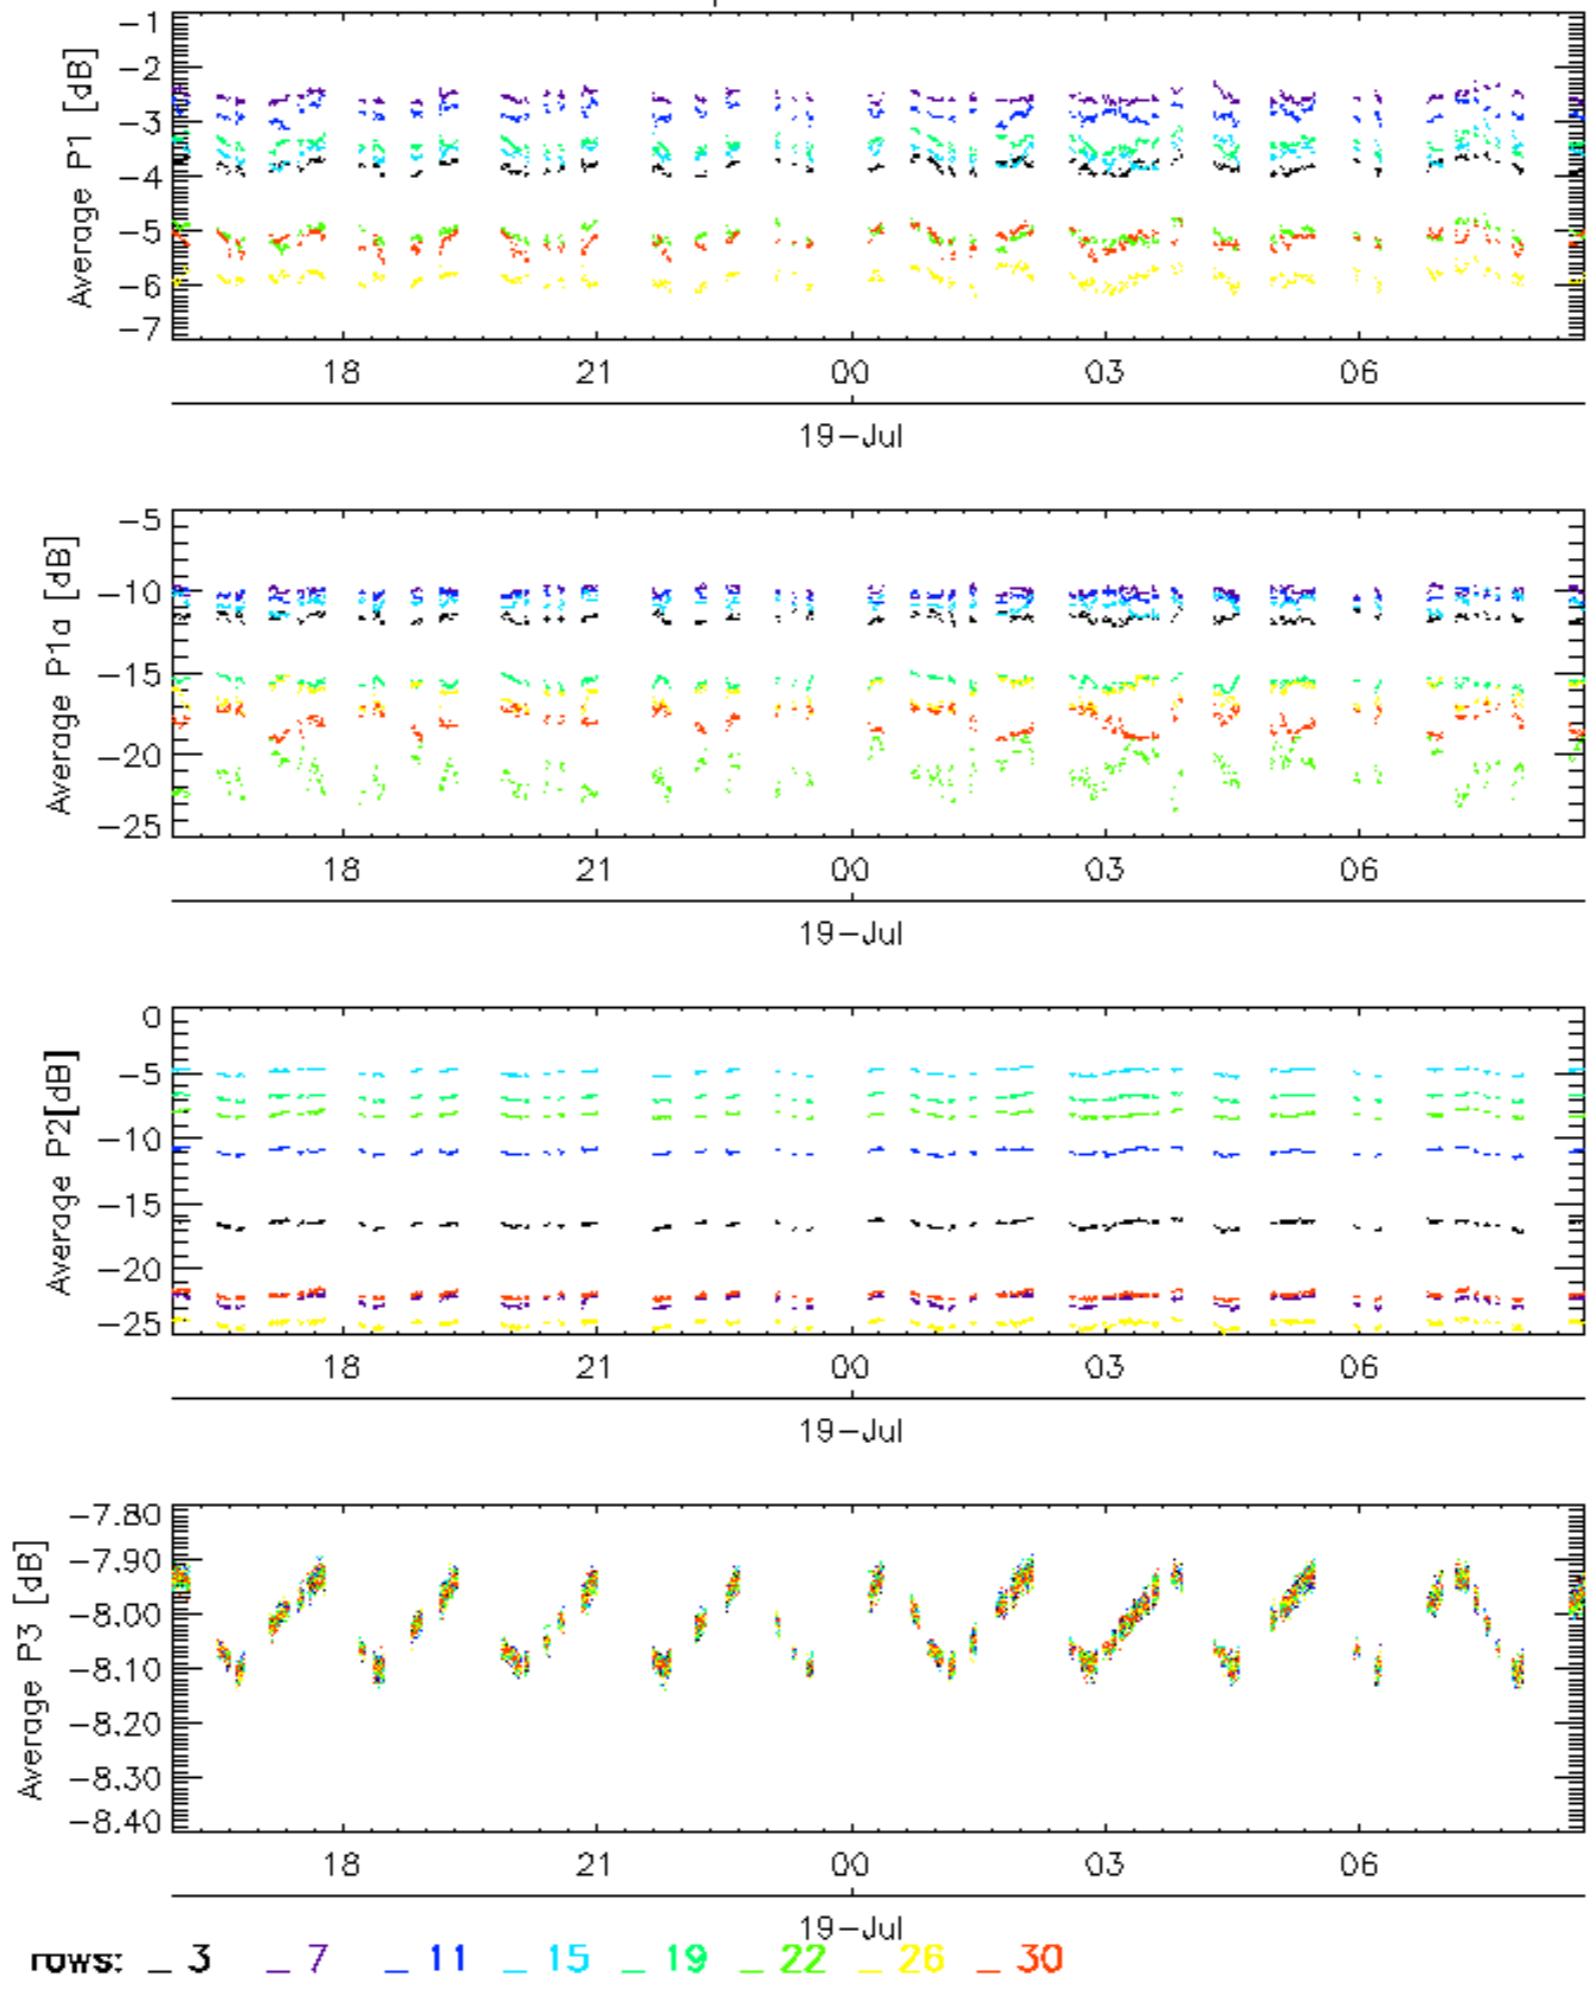 -1
-2
-3
-4
-5
-6
-7
Average P1 [dB]
18 21 00 03 06
19-Jul
-5
-10
-15
-20
-25
Average P1a [dB]
18 21 00 03 06
19-Jul
0
-5
-10
-15
-20
-25
Average P2[dB]
18 21 00 03 06
19-Jul
-7.80
-7.90
-8.00
-8.10
-8.20
-8.30
-8.40
Average P3 [dB]
18 21 00 03 06
19-Jul
rows: _ 3 _ 7 _ 11 _ 15 _ 19 _ 22 _ 26 _ 30